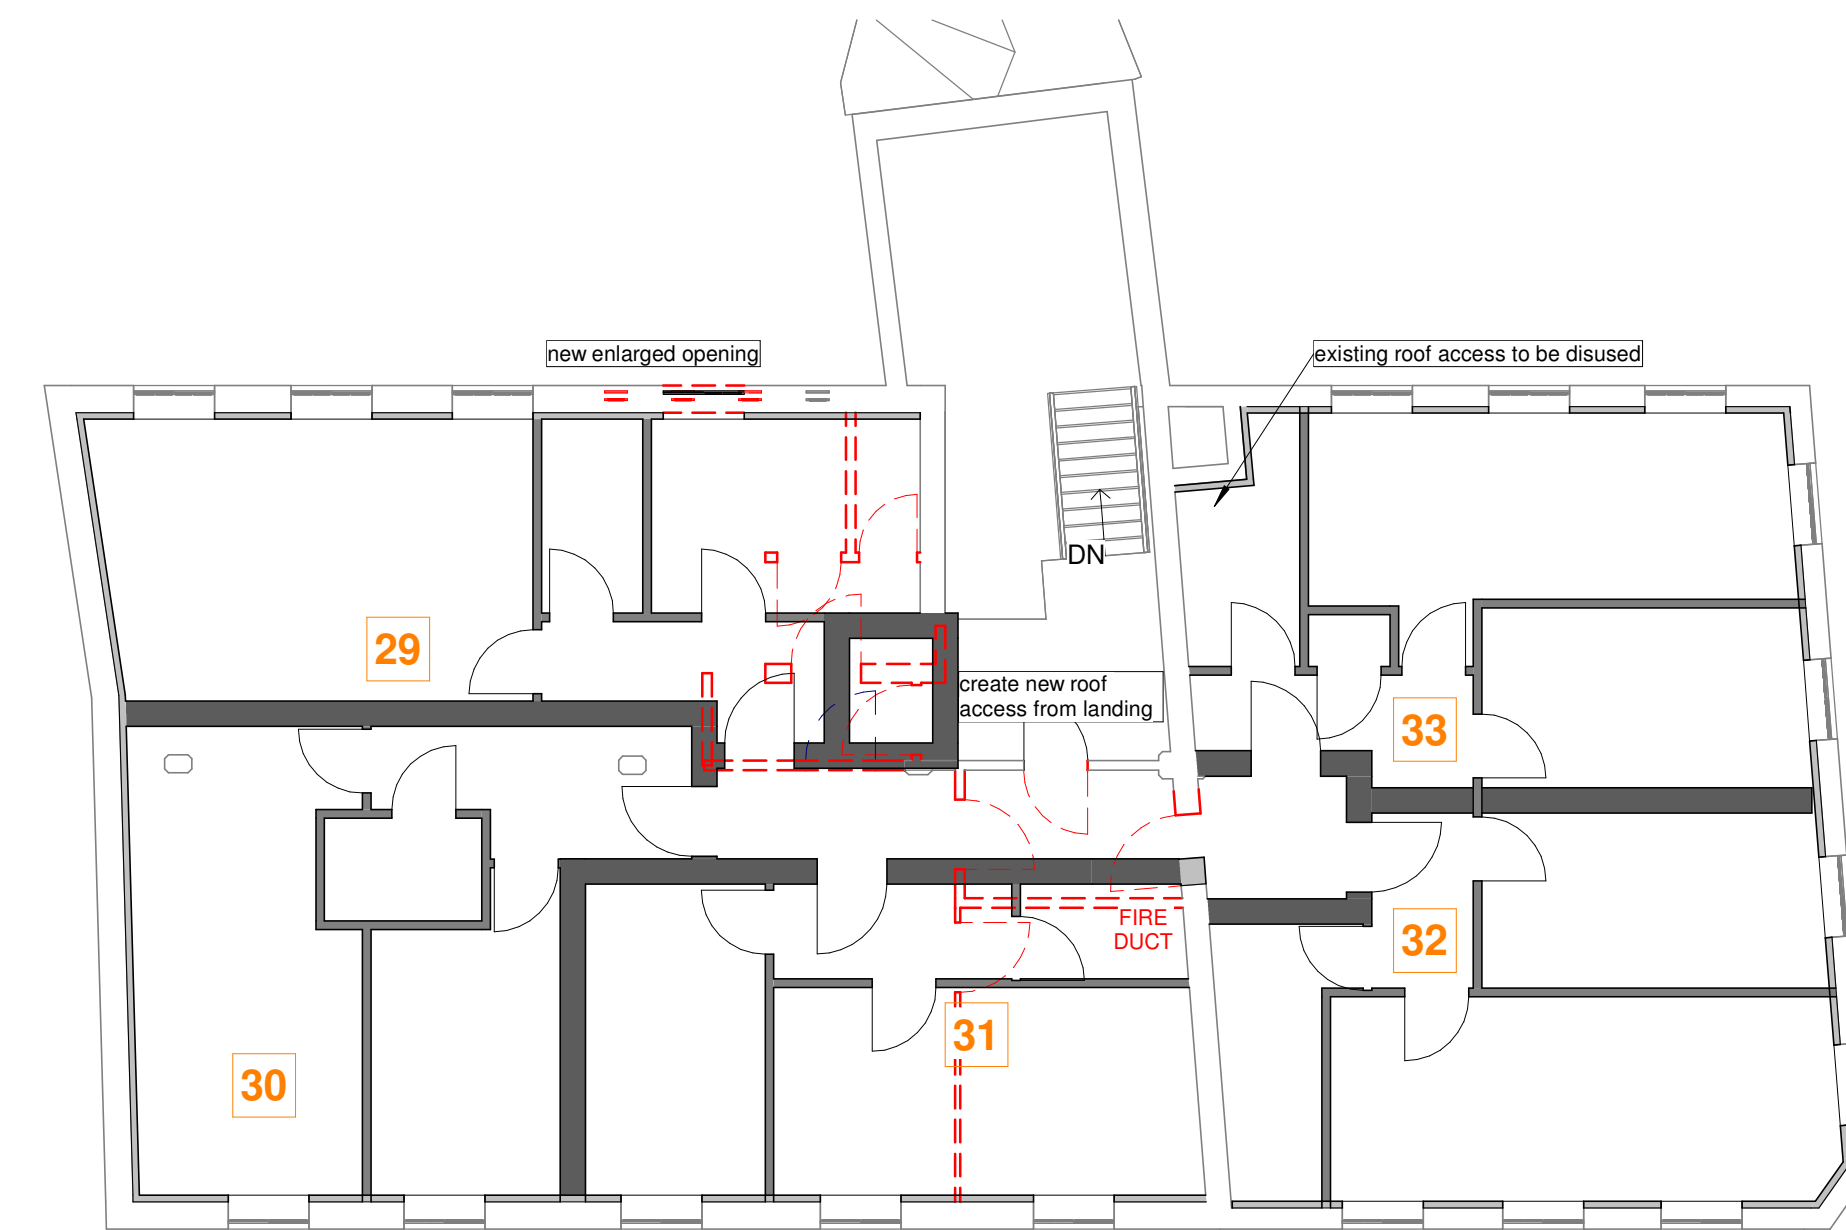 new enlarged opening
existing roof access to be disused
DN
29
create new roof
access from landing
33
FIRE
DUCT
32
31
30